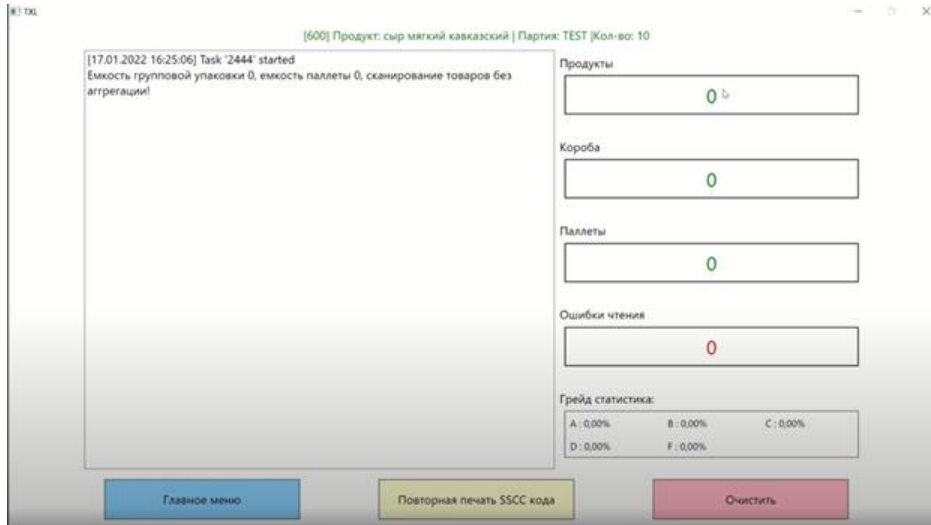 TXL
[600] Продукт: сыр мягкий кавказский | Партия: TEST |Кол-во: 10
[17.01.2022 16:25:06] Task '2444' started
Емкость групповой упаковки 0, емкость паллеты 0, сканирование товаров без
аггрегации!
Продукты
0
Короба
0
Паллеты
0
Ошибки чтения
0
Грейд статистика:
A : 0,00% B : 0,00% C : 0,00%
D : 0,00% F : 0,00%
Главное меню
Повторная печать SSCC кода
Очистить